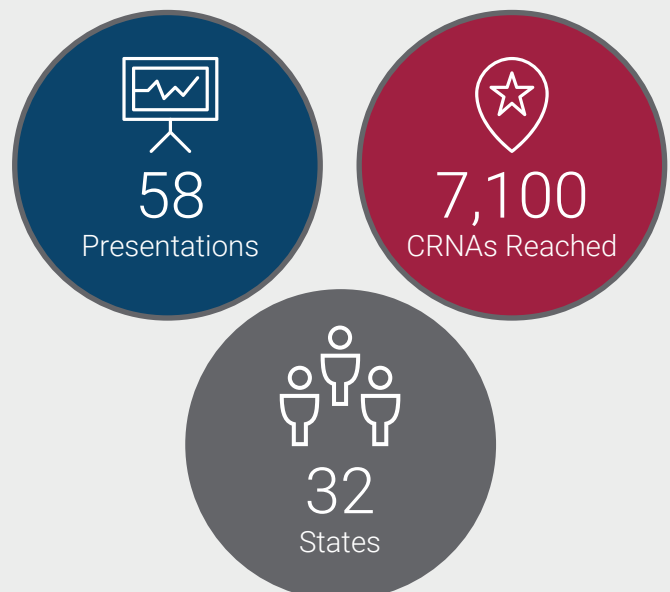 58
Presentations
7,100
CRNAs Reached
32
States